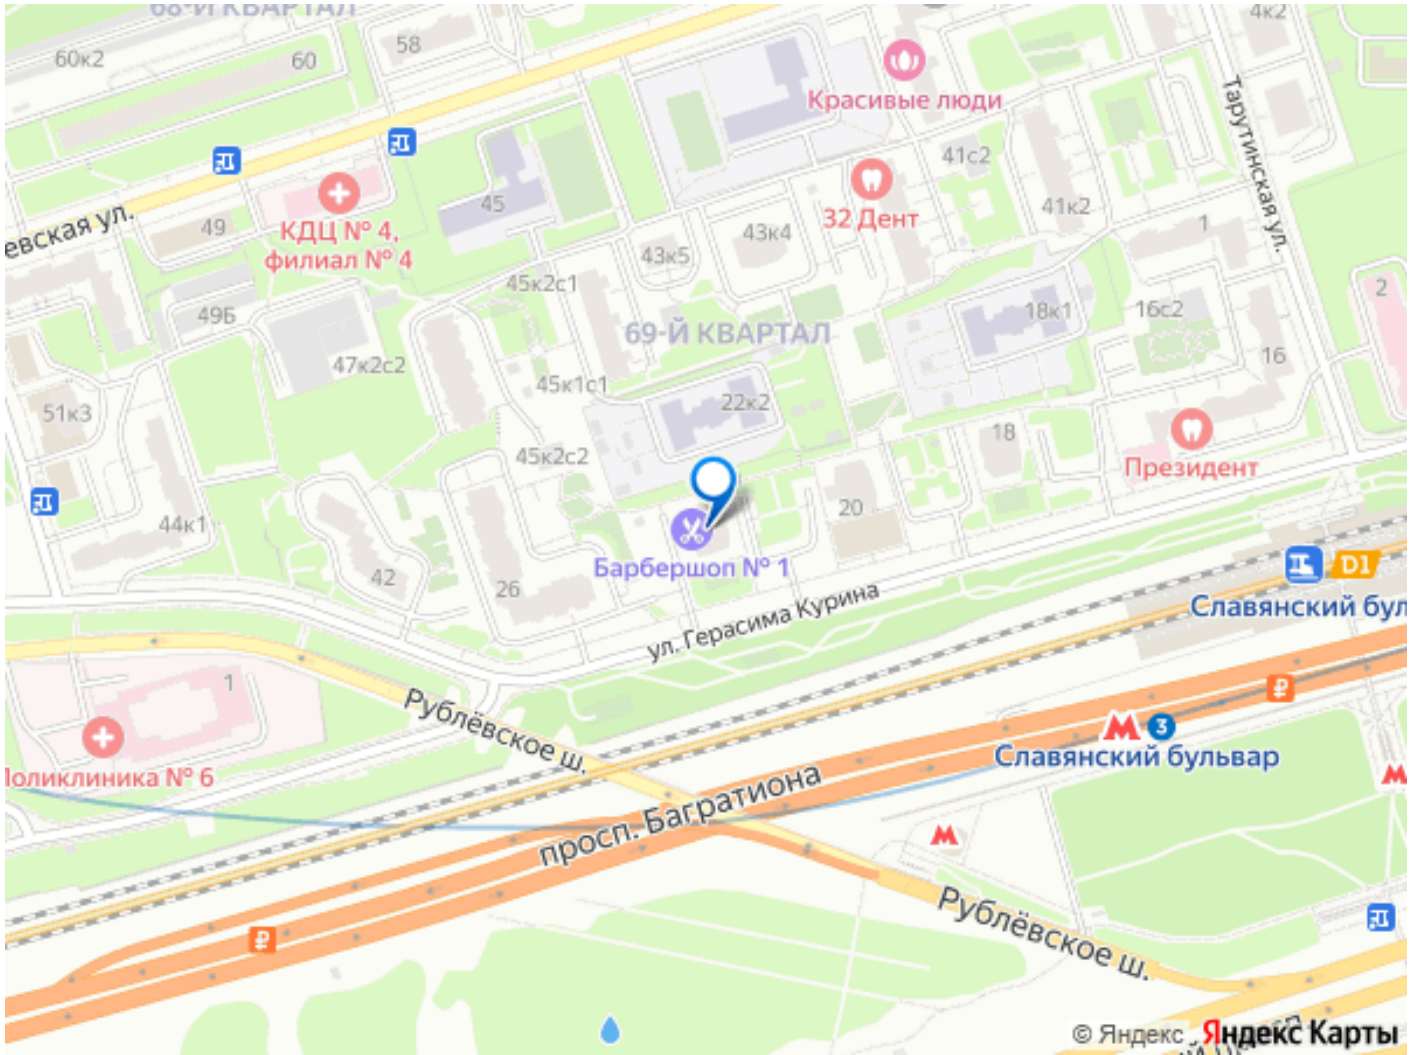 68-Й КВАРТАЛ
58
4к2
60к2
60
Красивые люди
Тарутинская ул.
41с2
45
КДЦ № 4,
филиал № 4
49
евская ул.
32 Дент
41к2
43к4
43к5
1
45к2с1
2
49Б
69-Й КВАРТАЛ
18к1
16с2
47к2с2
45к1с1
16
22к2
51к3
18
45к2с2
Президент
20
44к1
Барбершоп № 1
42
26
D1
Славянский бул
ул. Герасима Курина
1
Рублёвское ш.
₽
М 3
Славянский бульвар
Поликлиника № 6
М
просп. Багратиона
М
Рублёвское ш.
₽
© Яндекс
Яндекс Карты